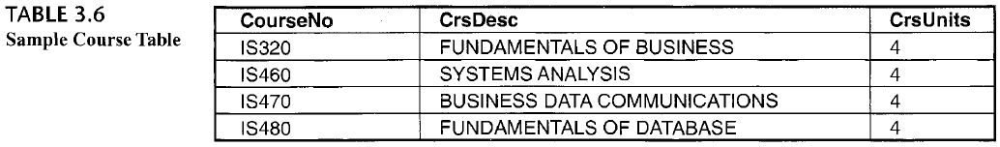 TABLE 3.6
Sample Course Table
CourseNo CrsDesc CrsUnits
IS320 FUNDAMENTALS OF BUSINESS 4
IS460 SYSTEMS ANALYSIS 4
IS470 BUSINESS DATA COMMUNICATIONS 4
IS480 FUNDAMENTALS OF DATABASE 4